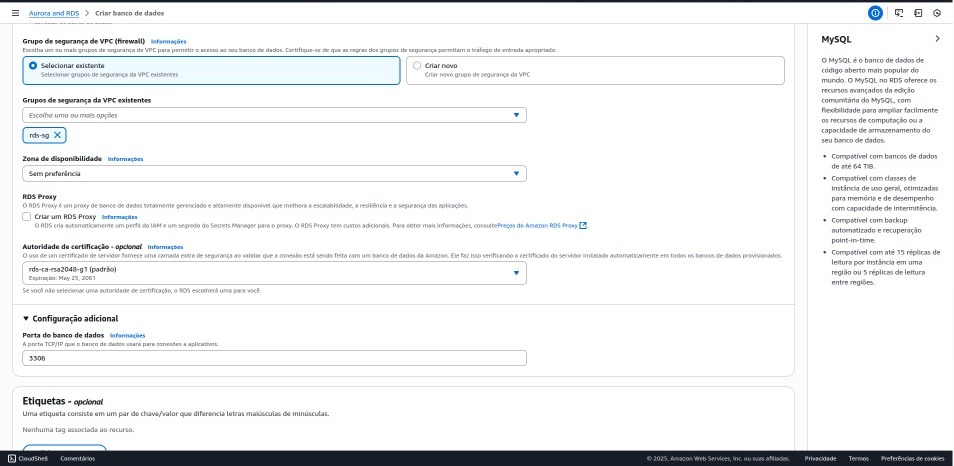 Aurora and RDS > Criar banco de dados
Grupo de segurança de VPC (firewall) Informações
Escolha um ou mais grupos de segurança de VPC para permitir o acesso ao seu banco de dados. Certifique-se de que as regras dos grupos de segurança permitam o tráfego de entrada apropriado.
Selecionar existente
Selecionar grupos de segurança da VPC existentes
Criar novo
Criar novo grupo de segurança da VPC
Grupos de segurança da VPC existentes
Escolha uma ou mais opções
rds-sg
Zona de disponibilidade Informações
Sem preferência
RDS Proxy
O RDS Proxy é um proxy de banco de dados totalmente gerenciado e altamente disponível que melhora a escalabilidade, a resiliência e a segurança das aplicações.
Criar um RDS Proxy Informações
O RDS cria automaticamente um perfil do IAM e um segredo do Secrets Manager para o proxy. O RDS Proxy tem custos adicionais. Para obter mais informações, consultePreços do Amazon RDS Proxy.
Autoridade de certificação - opcional Informações
O uso de um certificado de servidor fornece uma camada extra de segurança ao validar que a conexão está sendo feita com um banco de dados da Amazon. Ele faz isso verificando o certificado do servidor instalado automaticamente em todos os bancos de dados provisionados.
rds-ca-rsa2048-g1 (padrão)
Expiração: May 25, 2061
Se você não selecionar uma autoridade de certificação, o RDS escolherá uma para você.
Configuração adicional
Porta do banco de dados Informações
A porta TCP/IP que o banco de dados usará para conexões a aplicativos.
3306
Etiquetas - opcional
Uma etiqueta consiste em um par de chave/valor que diferencia letras maiúsculas de minúsculas.
Nenhuma tag associada ao recurso.
MySQL
O MySQL é o banco de dados de
código aberto mais popular do
mundo. O MySQL no RDS oferece os
recursos avançados da edição
comunitária do MySQL, com
flexibilidade para ampliar facilmente
os recursos de computação ou a
capacidade de armazenamento do
seu banco de dados.
• Compatível com bancos de dados
de até 64 TIB.
• Compatível com classes de
instância de uso geral, otimizadas
para memória e de desempenho
com capacidade de intermitência.
• Compatível com backup
automatizado e recuperação
point-in-time.
• Compatível com até 15 réplicas de
leitura por instância em uma
região ou 5 réplicas de leitura
entre regiões.
CloudShell Comentários © 2025, Amazon Web Services, Inc. ou suas afiliadas. Privacidade Termos Preferências de cookies